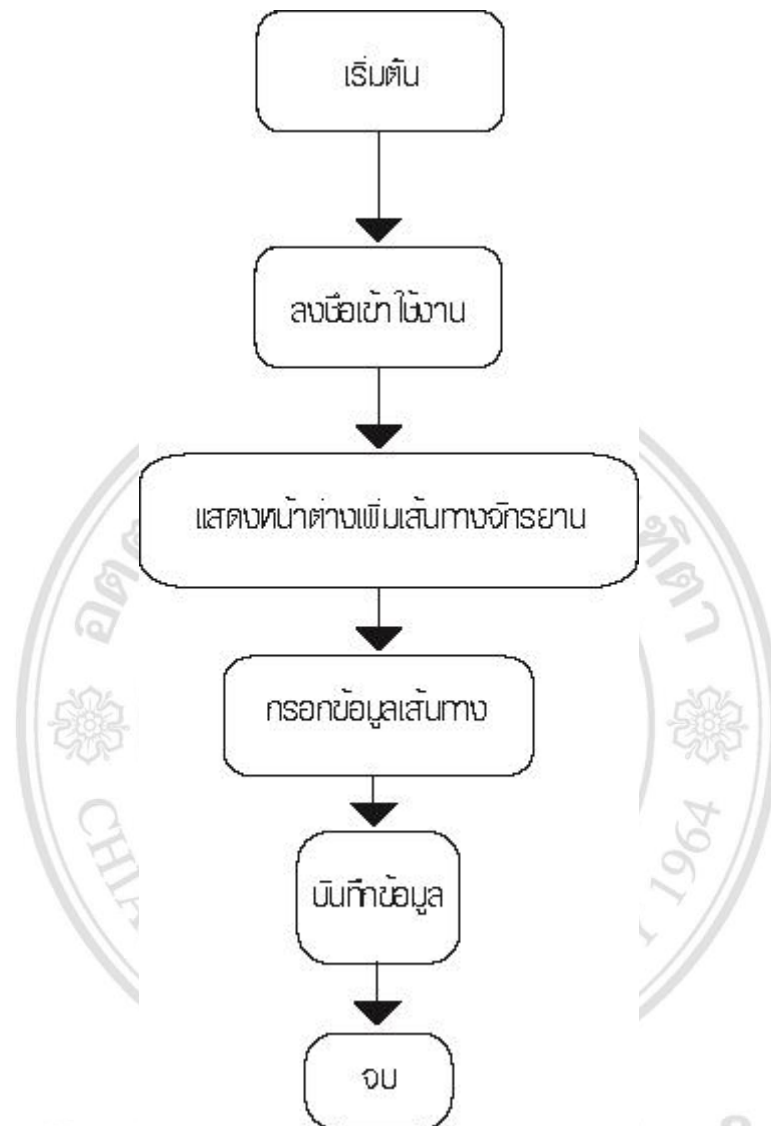 เริ่มต้น
ลงชื่อเข้าใช้งาน
แสดงหน้าต่างเพิ่มเส้นทางจักรยาน
กรอกข้อมูลเส้นทาง
บันทึกข้อมูล
จบ
1964